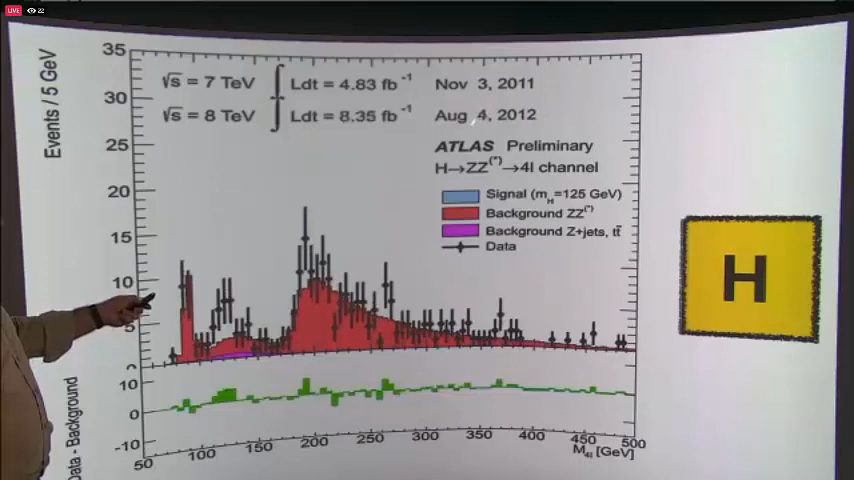 LIVE 22
35
30
25
20
15
10
5
0
Events / 5 GeV
√s = 7 TeV ∫ Ldt = 4.83 fb⁻¹ Nov 3, 2011
√s = 8 TeV ∫ Ldt = 8.35 fb⁻¹ Aug 4, 2012
ATLAS Preliminary
H→ZZ(*)→4l channel
Signal (m_H=125 GeV)
Background ZZ(*)
Background Z+jets, tt̄
Data
H
Data - Background
10
0
-10
50 100 150 200 250 300 350 400 450 500
M4l [GeV]